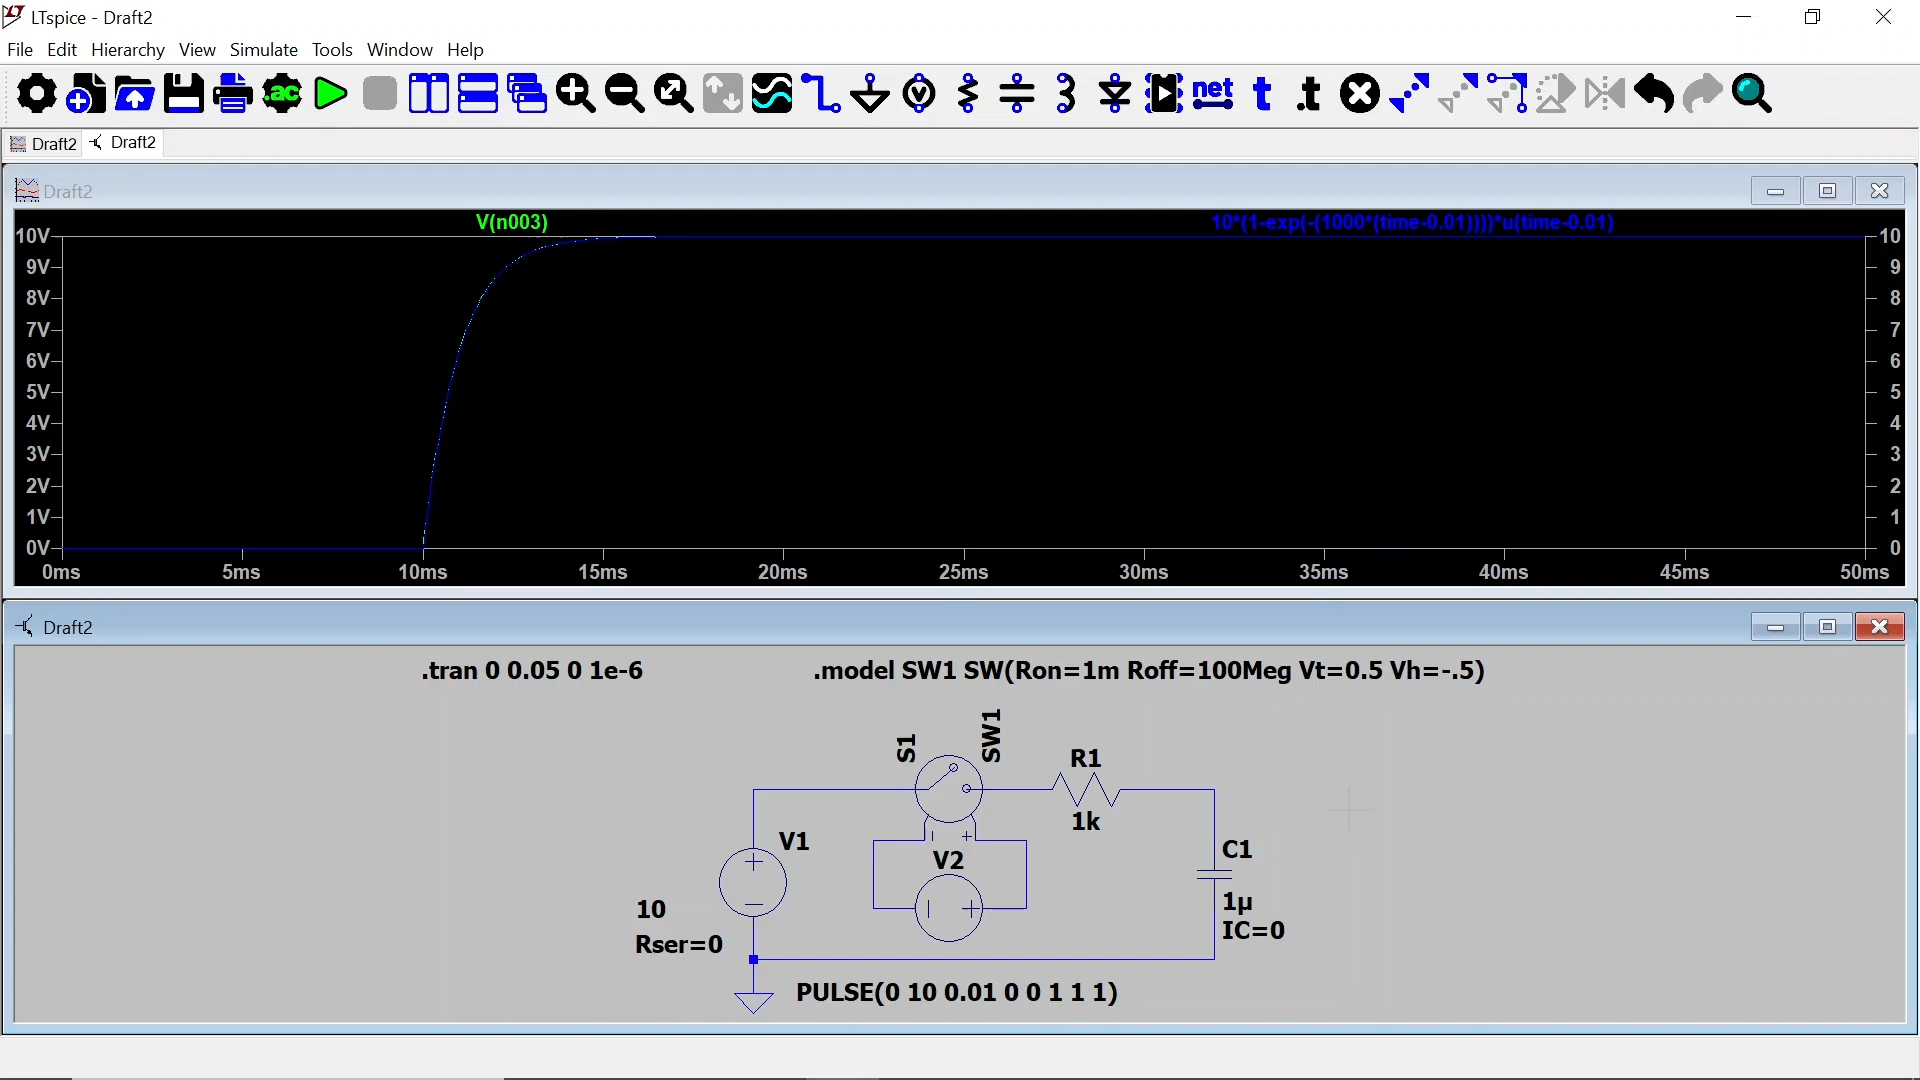 LTspice - Draft2
File Edit Hierarchy View Simulate Tools Window Help
.ac net t .t
Draft2 Draft2
Draft2
V(n003) 10*(1-exp(-(1000*(time-0.01))))*u(time-0.01)
10V 10
9V 9
8V 8
7V 7
6V 6
5V 5
4V 4
3V 3
2V 2
1V 1
0V 0
0ms 5ms 10ms 15ms 20ms 25ms 30ms 35ms 40ms 45ms 50ms
Draft2
.tran 0 0.05 0 1e-6 .model SW1 SW(Ron=1m Roff=100Meg Vt=0.5 Vh=-.5)
S1 SW1 R1
1k
V1 V2 C1
10 1µ
Rser=0 IC=0
PULSE(0 10 0.01 0 0 1 1 1)